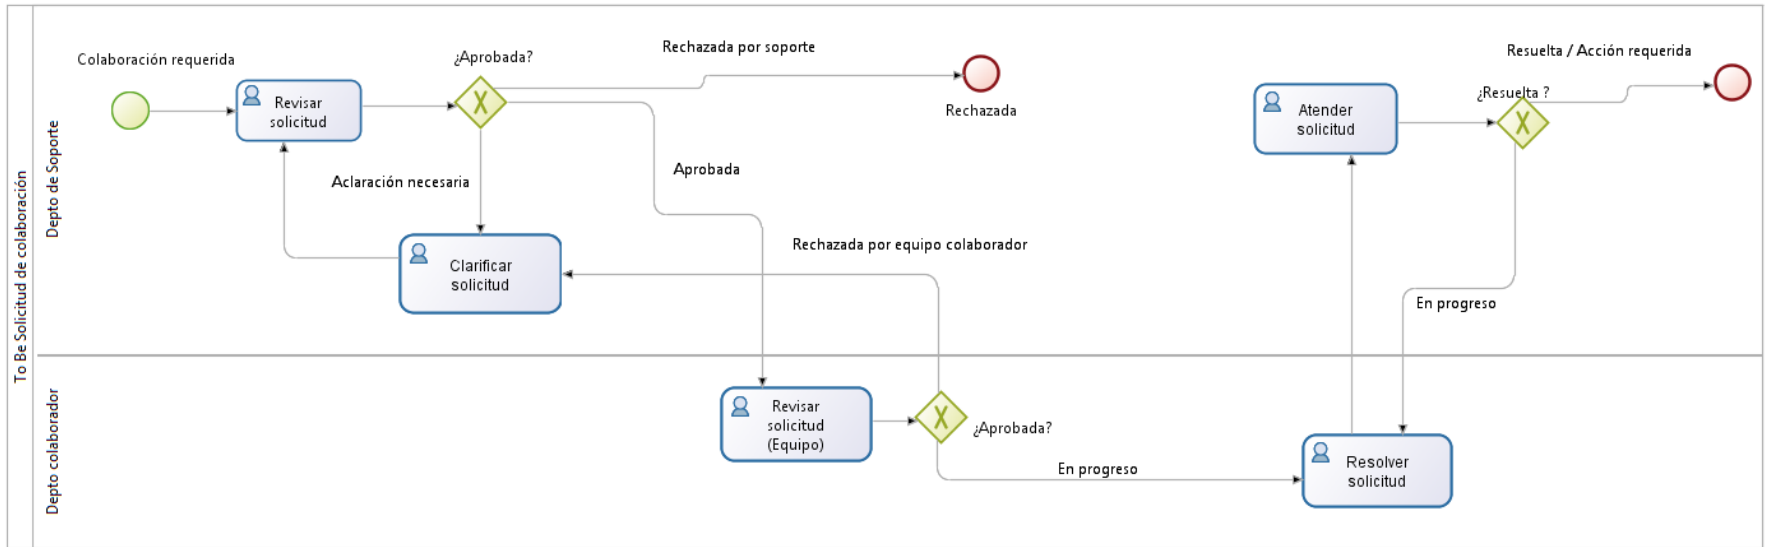 To Be Solicitud de colaboración
Depto de Soporte
Colaboración requerida
Revisar
solicitud
¿Aprobada?
Rechazada por soporte
Rechazada
Aclaración necesaria
Aprobada
Clarificar
solicitud
Rechazada por equipo colaborador
Atender
solicitud
¿Resuelta ?
Resuelta / Acción requerida
En progreso
Depto colaborador
Revisar
solicitud
(Equipo)
¿Aprobada?
En progreso
Resolver
solicitud